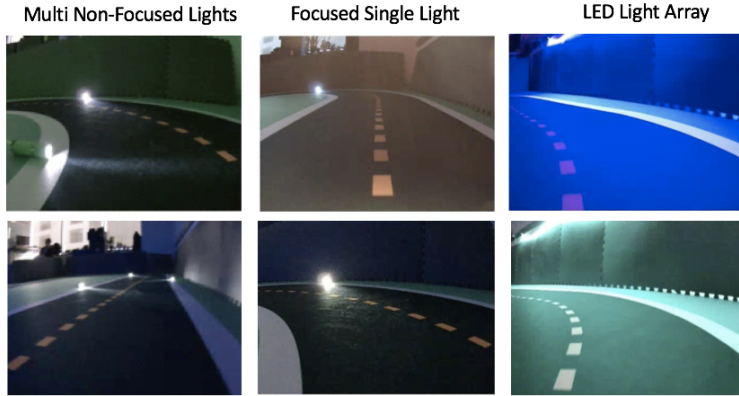 Multi Non-Focused Lights
Focused Single Light
LED Light Array